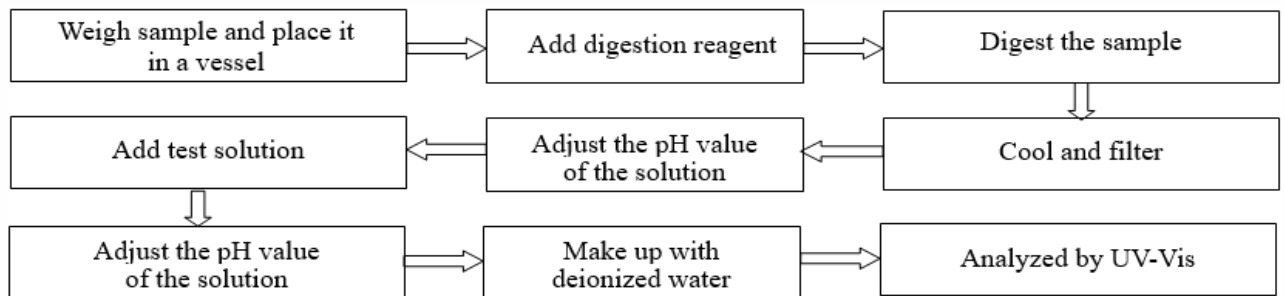 Weigh sample and place it
in a vessel
Add digestion reagent
Digest the sample
Add test solution
Adjust the pH value
of the solution
Cool and filter
Adjust the pH value
of the solution
Make up with
deionized water
Analyzed by UV-Vis